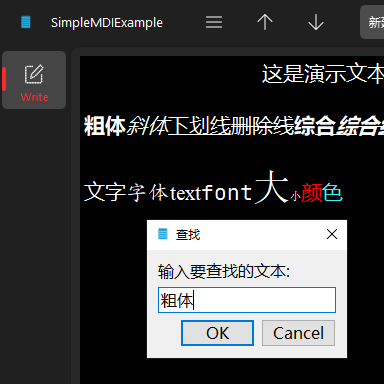 SimpleMDIExample
新建
Write
这是演示文本
粗体斜体下划线删除线综合综合
文字字体textfont大小颜色
查找
输入要查找的文本:
粗体
OK
Cancel